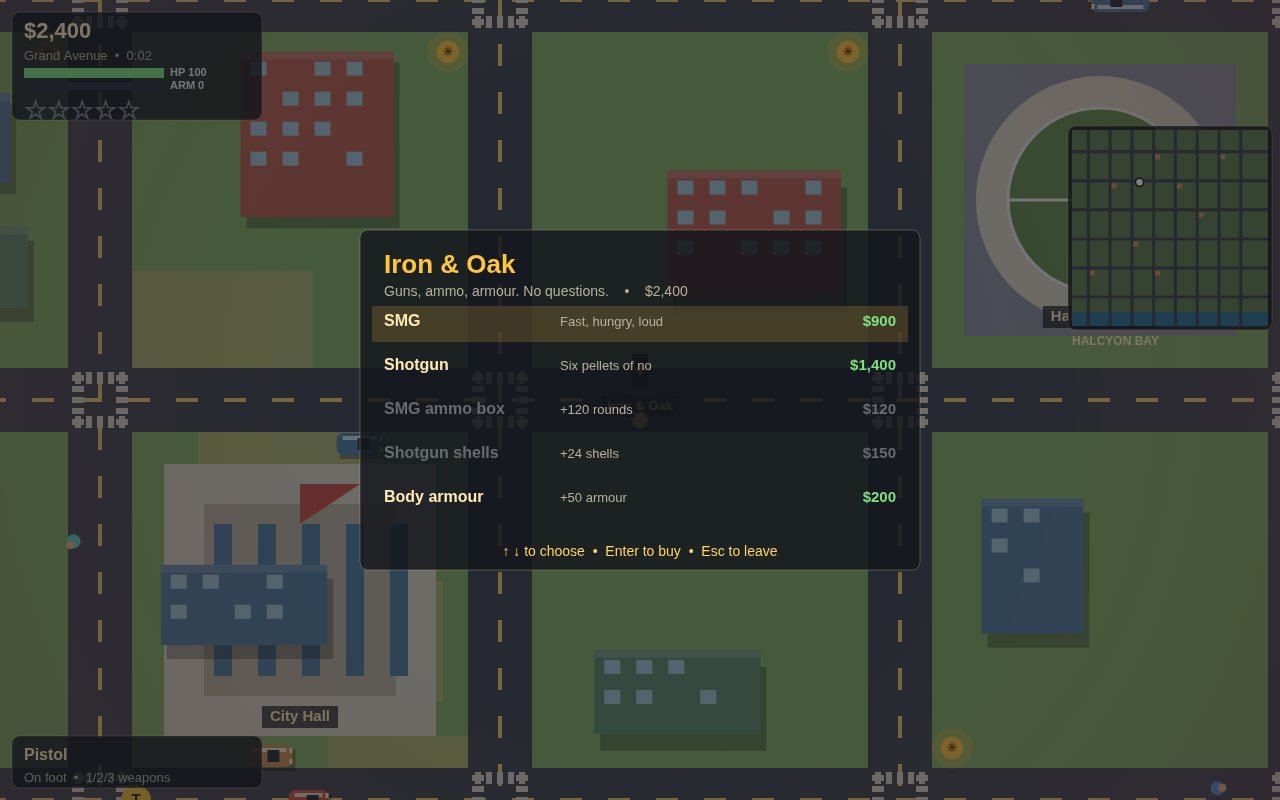 $2,400
Grand Avenue • 0:02
HP 100
ARM 0
Ha
HALCYON BAY
Iron & Oak
Guns, ammo, armour. No questions. • $2,400
SMG Fast, hungry, loud $900
Shotgun Six pellets of no $1,400
SMG ammo box +120 rounds $120
Iron & Oak
Shotgun shells +24 shells $150
Body armour +50 armour $200
↑ ↓ to choose • Enter to buy • Esc to leave
City Hall
Pistol
On foot • 1/2/3 weapons
T